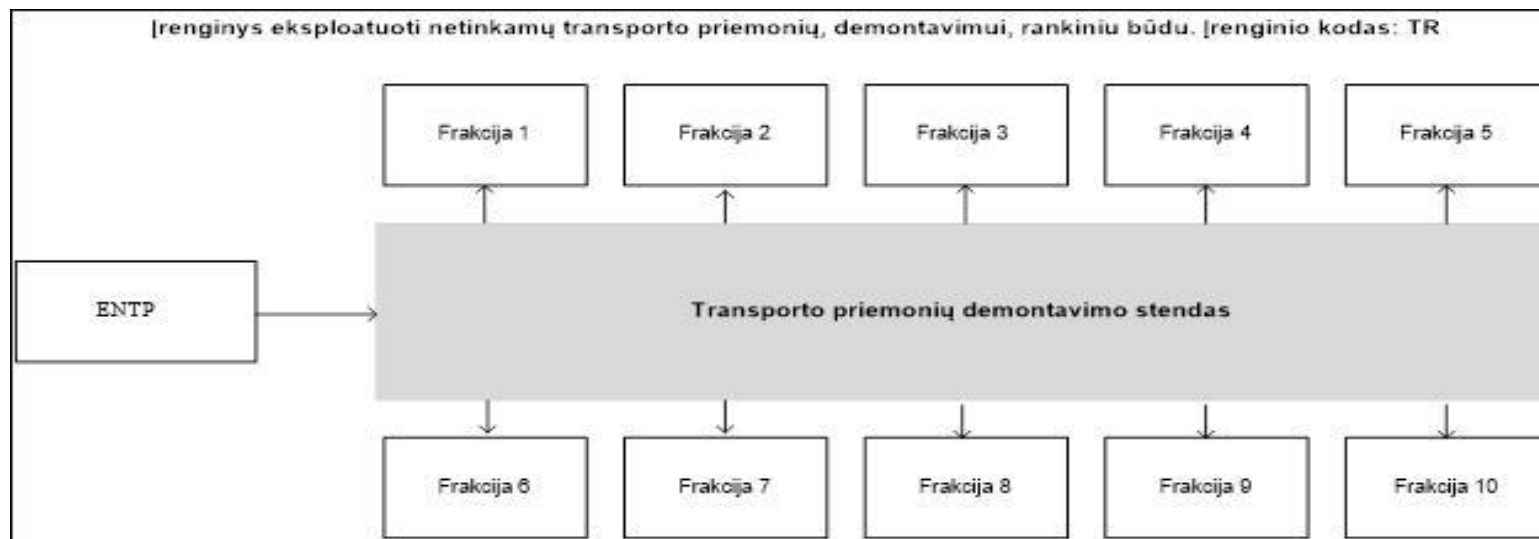 Įrenginys eksploatuoti netinkamų transporto priemonių, demontavimui, rankiniu būdu. Įrenginio kodas: TR
Frakcija 1
Frakcija 2
Frakcija 3
Frakcija 4
Frakcija 5
ENTP
Transporto priemonių demontavimo stendas
Frakcija 6
Frakcija 7
Frakcija 8
Frakcija 9
Frakcija 10